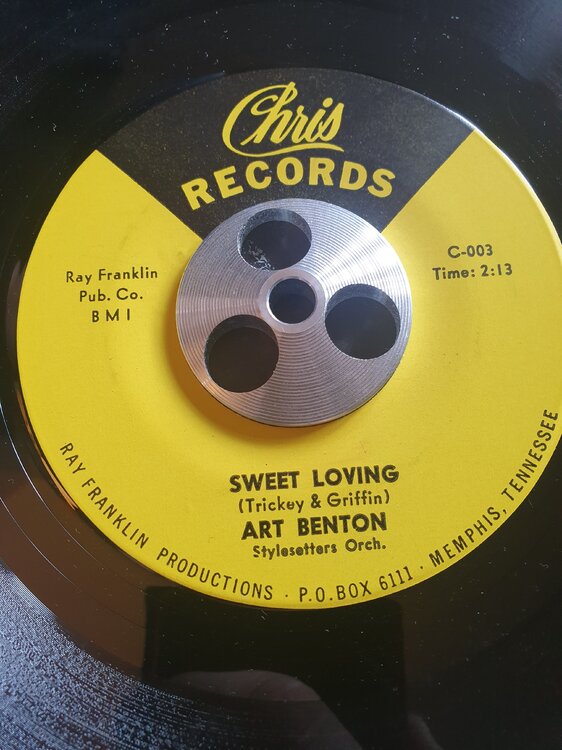 Chris
RECORDS
Ray Franklin
Pub. Co.
BMI
C-003
Time: 2:13
SWEET LOVING
(Trickey & Griffin)
ART BENTON
Stylesetters Orch.
RAY FRANKLIN PRODUCTIONS · P.O.BOX 6111 · MEMPHIS, TENNESSEE